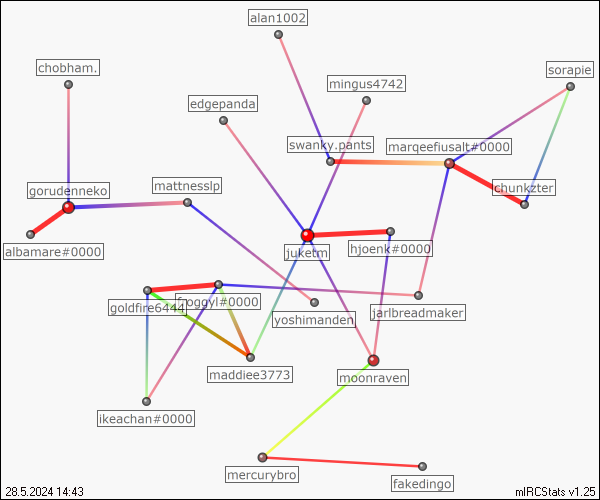 alan1002
chobham.
sorapie
mingus4742
edgepanda
swanky.pants
marqeefiusalt#0000
gorudenneko
mattnesslp
chunkzter
albamare#0000
juketm
hjoenk#0000
goldfire6444
froggyl#0000
yoshimanden
jarlbreadmaker
maddiee3773
moonraven
ikeachan#0000
mercurybro
fakedingo
28.5.2024 14:43
mIRCStats v1.25